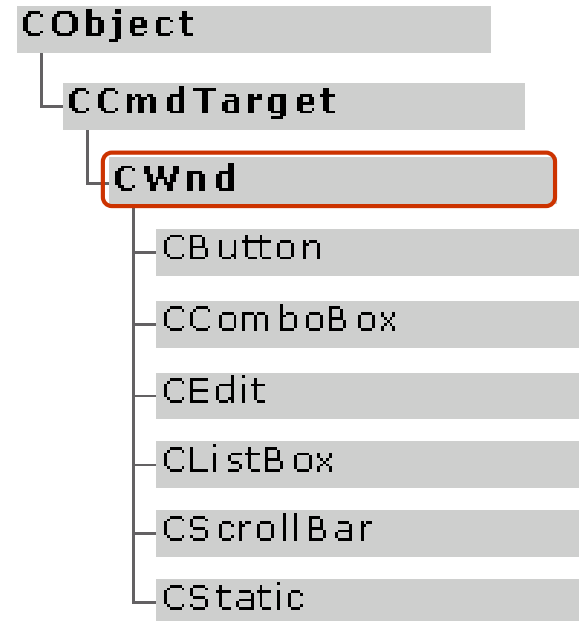 CObject
CCmdTarget
CWnd
CButton
CComboBox
CEdit
CListBox
CScrollBar
CStatic